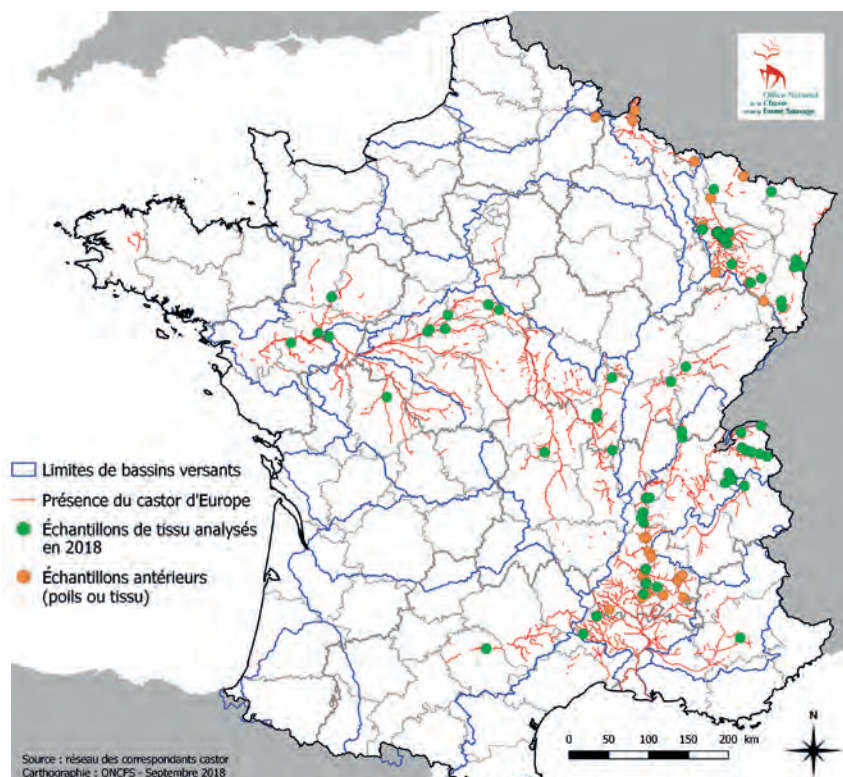 Office National
de la Chasse
et de la Faune Sauvage
Limites de bassins versants
Présence du castor d'Europe
Échantillons de tissu analysés
en 2018
Échantillons antérieurs
(poils ou tissu)
N
0 50 100 150 200 km
Source : réseau des correspondants castor
Cartographie : ONCFS - Septembre 2018